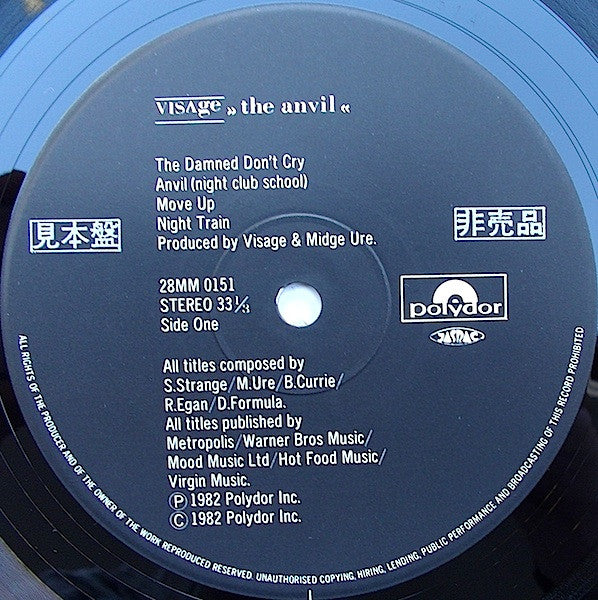 VISAGE »the anvil«
The Damned Don't Cry
Anvil (night club school)
Move Up
Night Train
Produced by Visage & Midge Ure.
見本盤
非売品
28MM 0151
STEREO 33⅓
Side One
polydor
JASRAC
All titles composed by
S.Strange/M.Ure/B.Currie/
R.Egan/D.Formula.
All titles published by
Metropolis/Warner Bros Music/
Mood Music Ltd/Hot Food Music/
Virgin Music.
Ⓟ 1982 Polydor Inc.
Ⓒ 1982 Polydor Inc.
ALL RIGHTS OF THE PRODUCER AND OF THE OWNER OF THE WORK REPRODUCED RESERVED. UNAUTHORISED COPYING, HIRING, LENDING, PUBLIC PERFORMANCE AND BROADCASTING OF THIS RECORD PROHIBITED